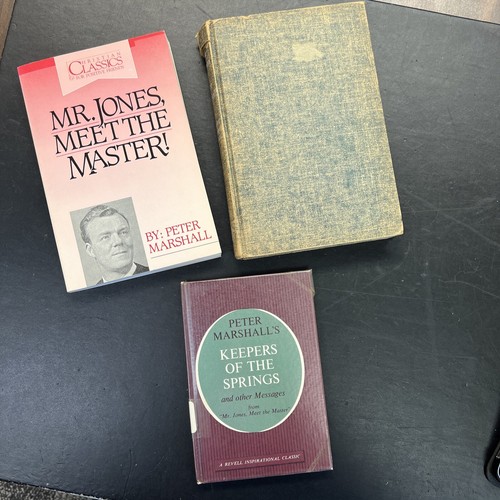 CHRISTIAN
CLASSICS
MR. JONES,
MEET THE
MASTER!
BY: PETER
MARSHALL
PETER
MARSHALL'S
KEEPERS
OF THE
SPRINGS
and other Messages
from
"Mr. Jones, Meet the Master"
A REVELL INSPIRATIONAL CLASSIC